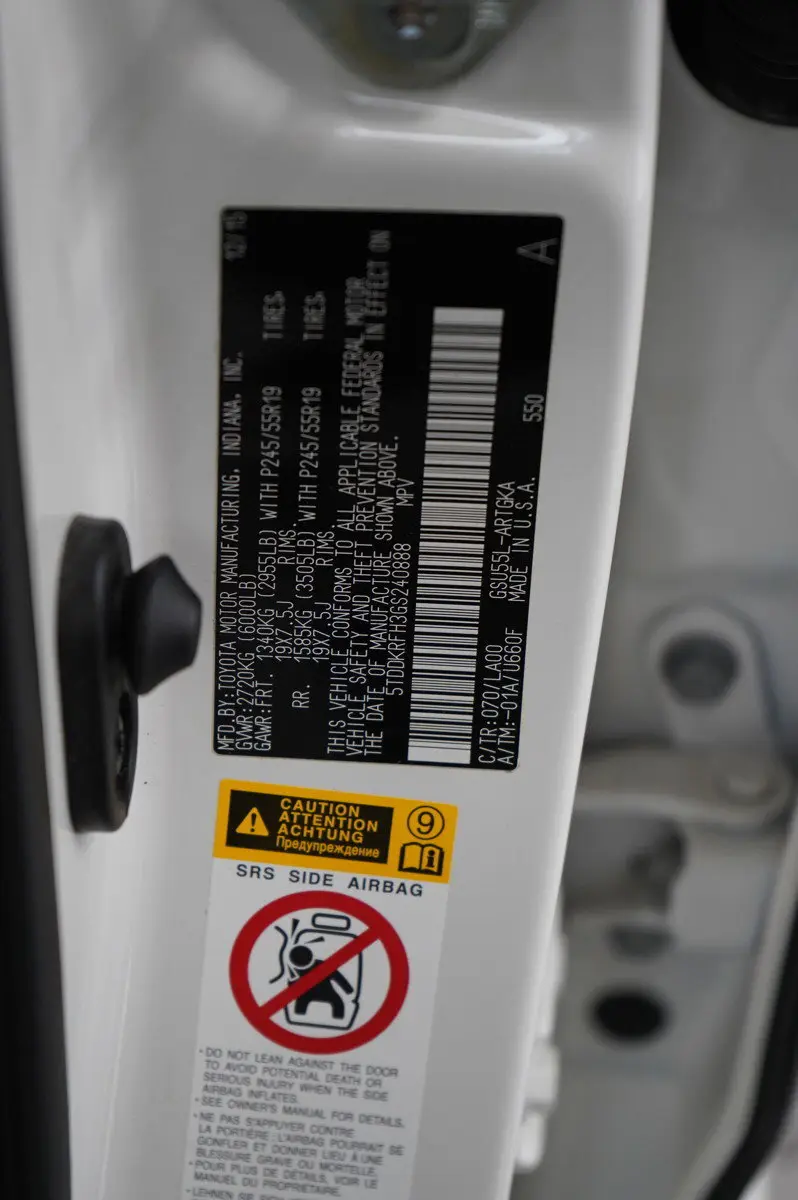 MFD.BY:TOYOTA MOTOR MANUFACTURING, INDIANA, INC. 12/15
GVWR:2720KG (6000LB)
GAWR:FRT. 1340KG (2955LB) WITH P245/55R19 TIRES,
19X7.5J RIMS.
RR. 1585KG (3505LB) WITH P245/55R19 TIRES,
19X7.5J RIMS.
THIS VEHICLE CONFORMS TO ALL APPLICABLE FEDERAL MOTOR
VEHICLE SAFETY AND THEFT PREVENTION STANDARDS IN EFFECT ON
THE DATE OF MANUFACTURE SHOWN ABOVE.
5TDDKRFH3GS240888 MPV
C/TR:070/LA00 GSU55L-ARTGKA
A/TM:-01A/U660F MADE IN U.S.A. 550 A
CAUTION
ATTENTION
ACHTUNG
Предупреждение
9
i
SRS SIDE AIRBAG
・DO NOT LEAN AGAINST THE DOOR
TO AVOID POTENTIAL DEATH OR
SERIOUS INJURY WHEN THE SIDE
AIRBAG INFLATES.
・SEE OWNER'S MANUAL FOR DETAILS.
・NE PAS S'APPUYER CONTRE
LA PORTIÈRE : L'AIRBAG POURRAIT SE
GONFLER ET DONNER LIEU À UNE
BLESSURE GRAVE OU MORTELLE.
・POUR PLUS DE DÉTAILS, VOIR LE
MANUEL DU PROPRIÉTAIRE.
・LEHNEN SIE SICH